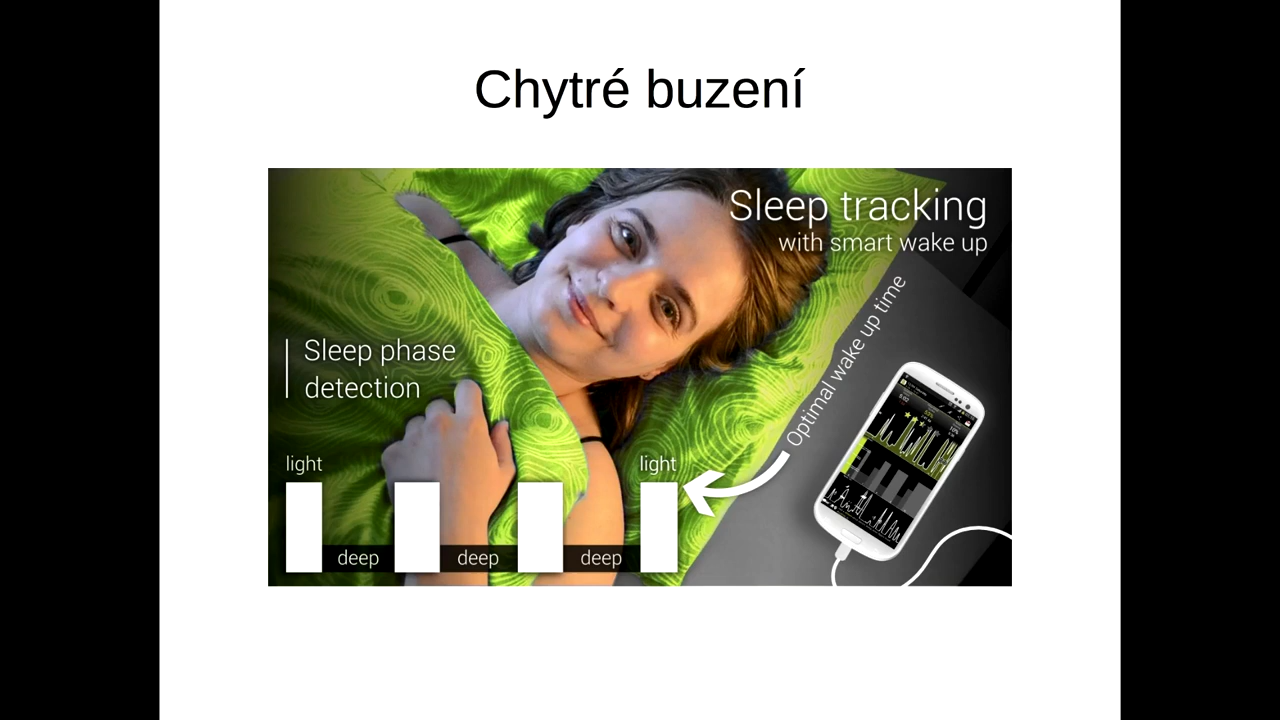 Chytré buzení
Sleep tracking
with smart wake up
Optimal wake up time
Sleep phase
detection
light
light
deep
deep
deep